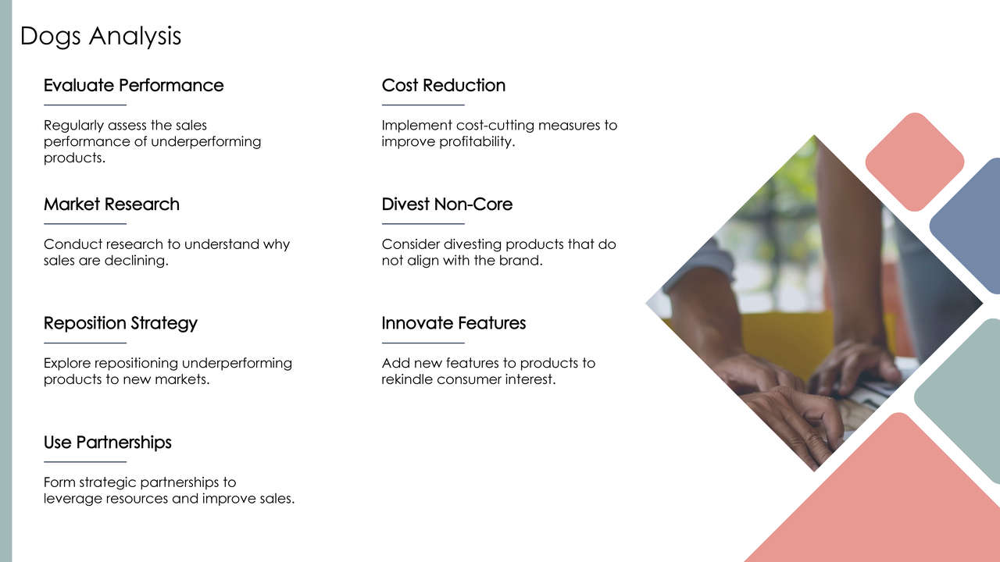 Dogs Analysis
Evaluate Performance
Regularly assess the sales
performance of underperforming
products.
Cost Reduction
Implement cost-cutting measures to
improve profitability.
Market Research
Conduct research to understand why
sales are declining.
Divest Non-Core
Consider divesting products that do
not align with the brand.
Reposition Strategy
Explore repositioning underperforming
products to new markets.
Innovate Features
Add new features to products to
rekindle consumer interest.
Use Partnerships
Form strategic partnerships to
leverage resources and improve sales.